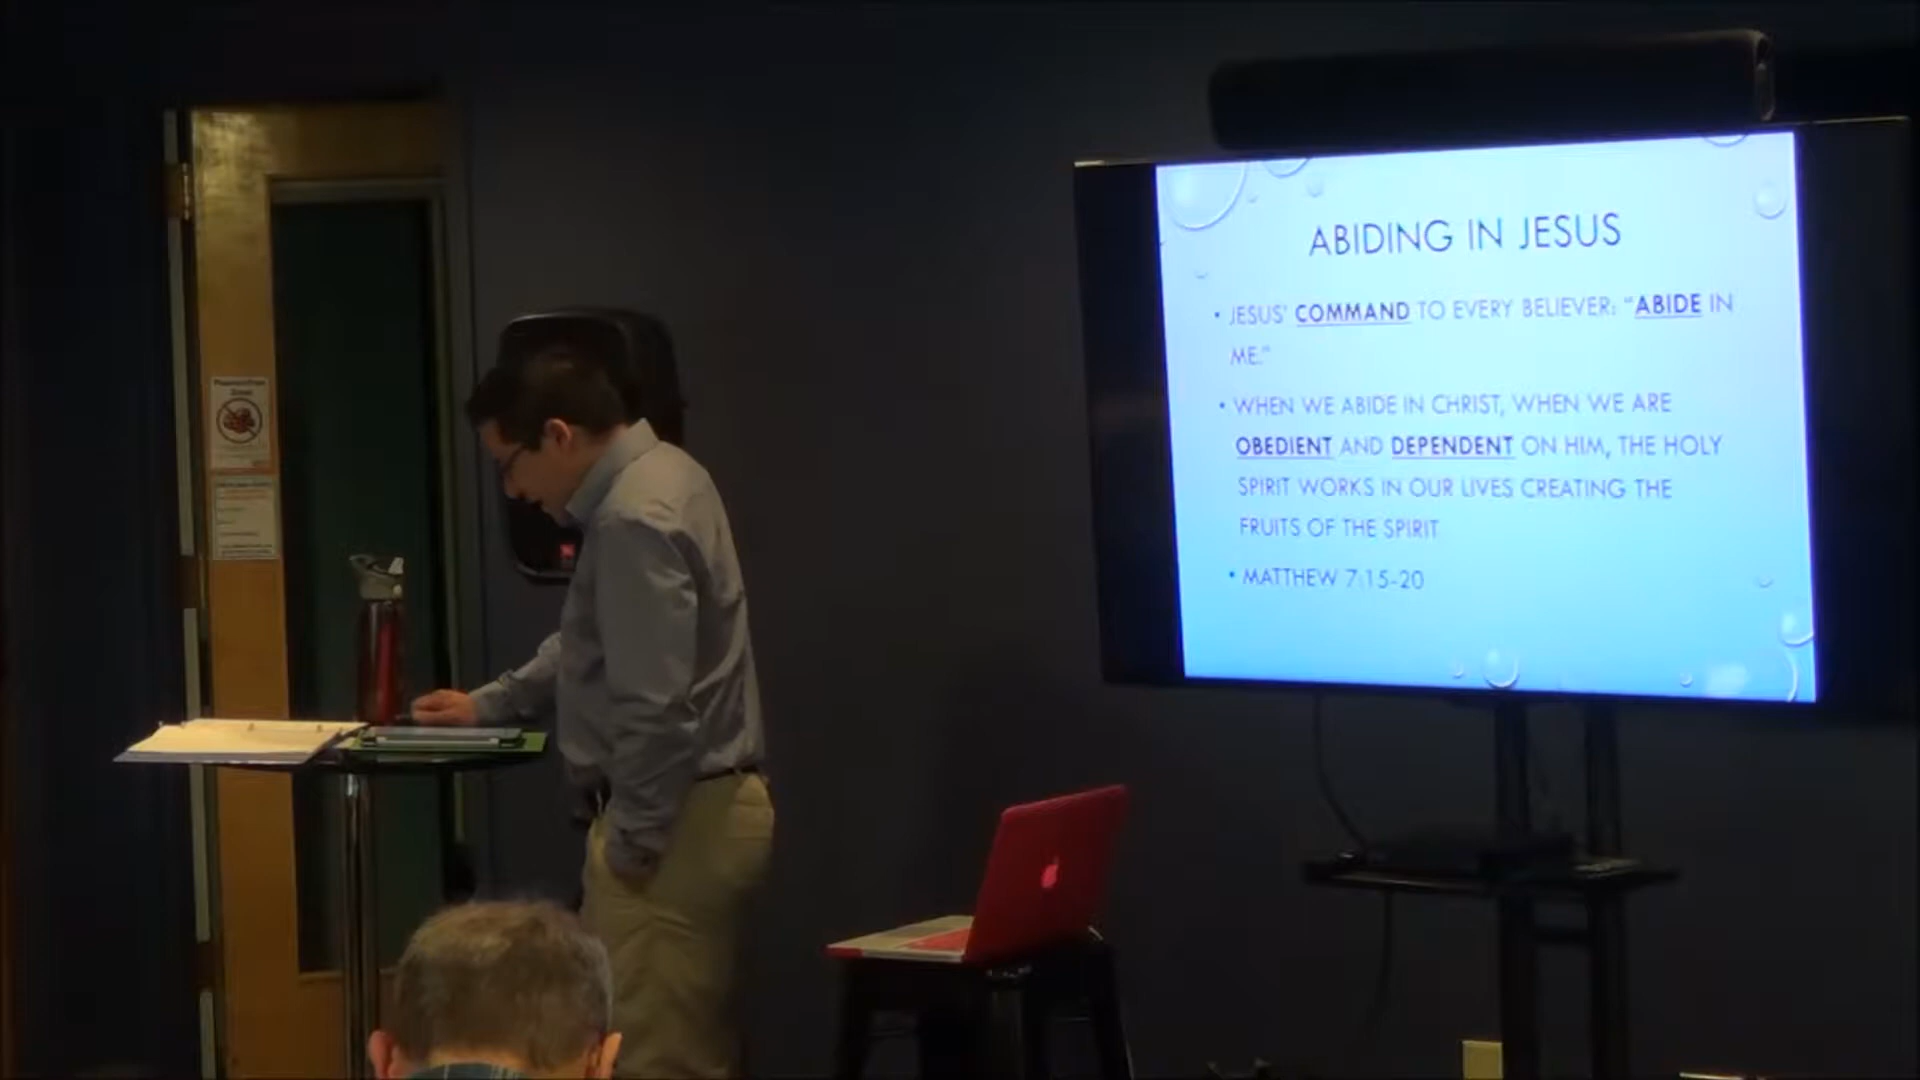 ABIDING IN JESUS
• JESUS' COMMAND TO EVERY BELIEVER: "ABIDE IN
ME."
• WHEN WE ABIDE IN CHRIST, WHEN WE ARE
OBEDIENT AND DEPENDENT ON HIM, THE HOLY
SPIRIT WORKS IN OUR LIVES CREATING THE
FRUITS OF THE SPIRIT
• MATTHEW 7:15-20